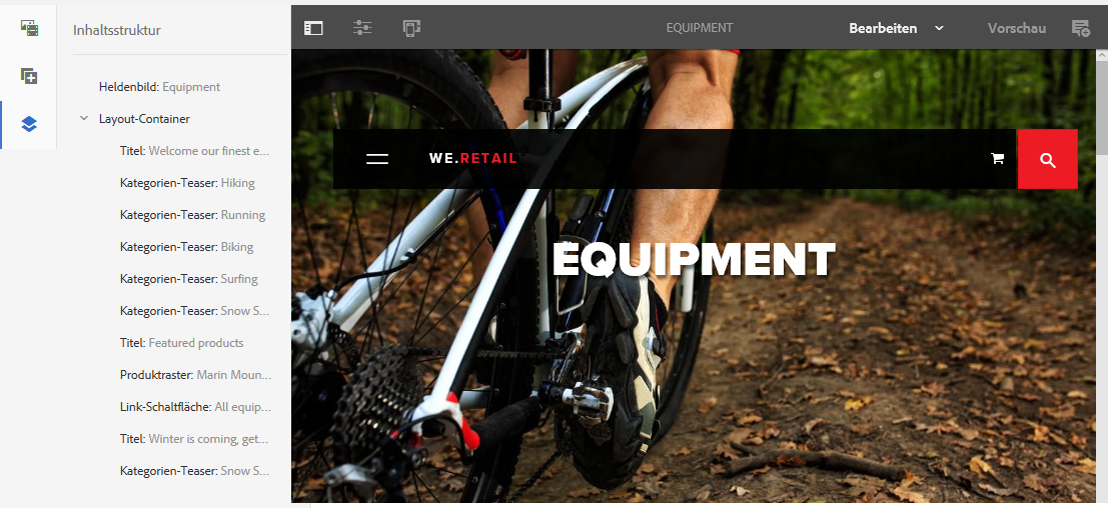 Inhaltsstruktur
EQUIPMENT
Bearbeiten
Vorschau
Heldenbild: Equipment
Layout-Container
Titel: Welcome our finest e...
Kategorien-Teaser: Hiking
Kategorien-Teaser: Running
Kategorien-Teaser: Biking
Kategorien-Teaser: Surfing
Kategorien-Teaser: Snow S...
Titel: Featured products
Produktraster: Marin Moun...
Link-Schaltfläche: All equip...
Titel: Winter is coming, get...
Kategorien-Teaser: Snow S...
WE.RETAIL
EQUIPMENT